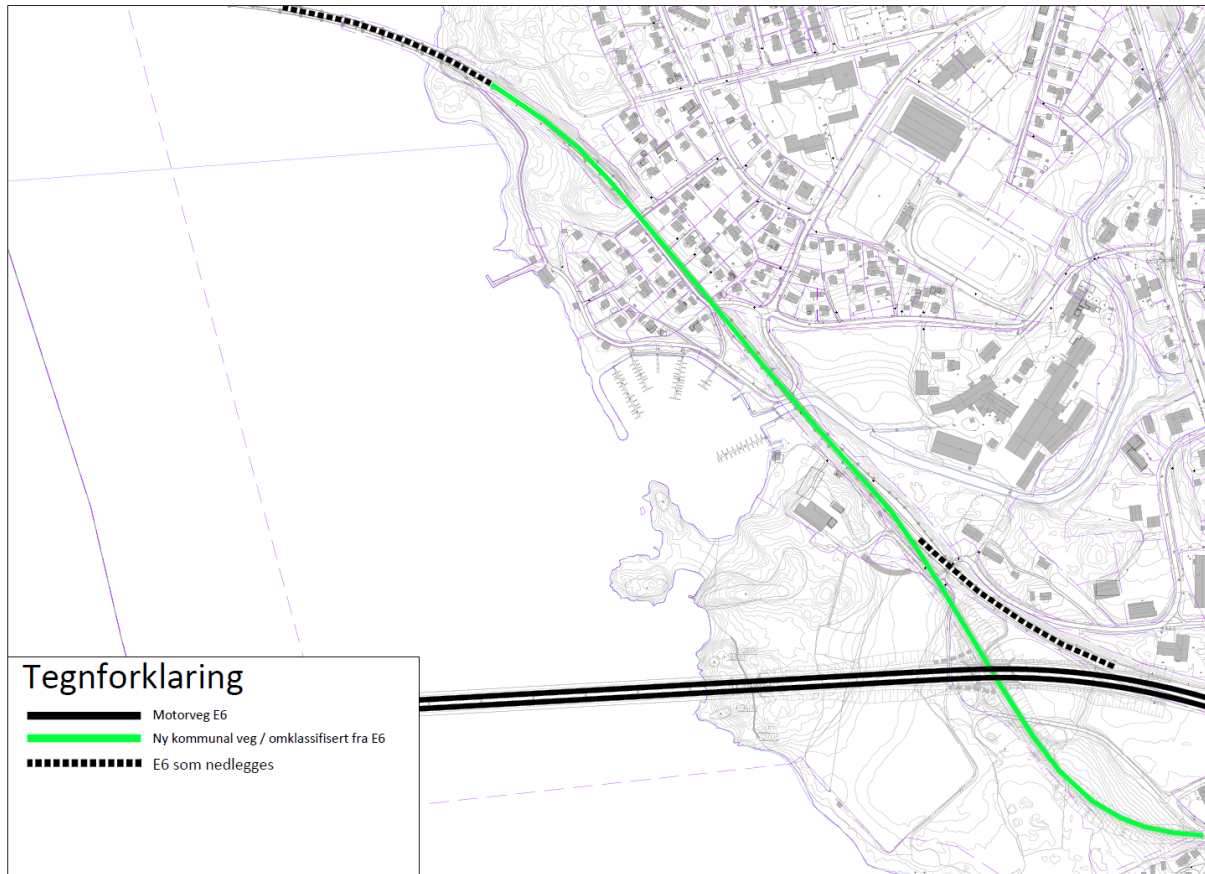 Tegnforklaring
Motorveg E6
Ny kommunal veg / omklassifisert fra E6
E6 som nedlegges